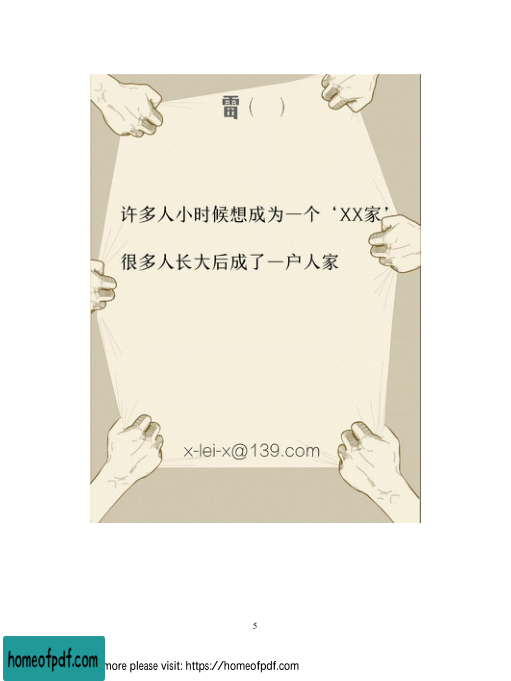 雷（ ）
许多人小时候想成为一个‘XX家’
很多人长大后成了一户人家
x-lei-x@139.com
5
homeofpdf.com
more please visit: https://homeofpdf.com